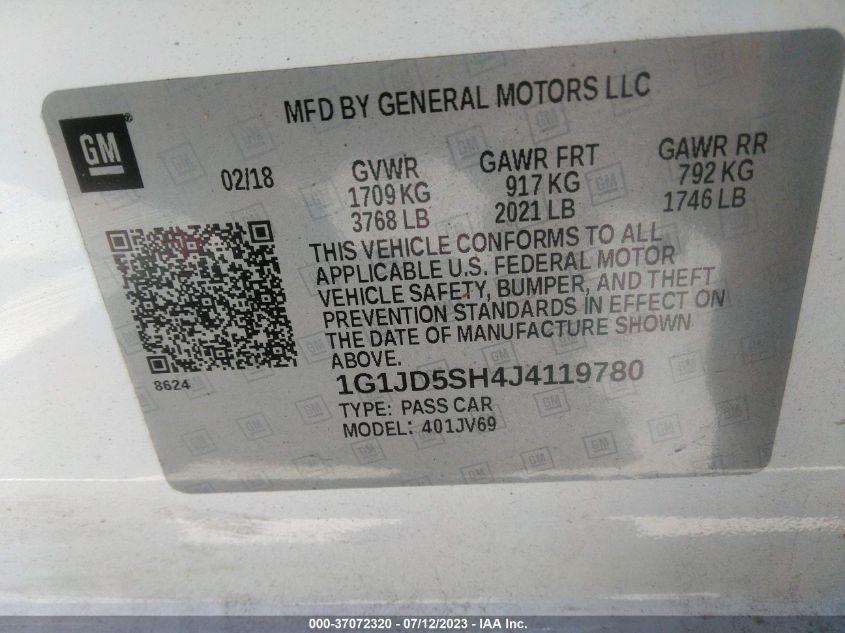 MFD BY GENERAL MOTORS LLC
GM
02/18
GVWR
1709 KG
3768 LB
GAWR FRT
917 KG
2021 LB
GAWR RR
792 KG
1746 LB
THIS VEHICLE CONFORMS TO ALL
APPLICABLE U.S. FEDERAL MOTOR
VEHICLE SAFETY, BUMPER, AND THEFT
PREVENTION STANDARDS IN EFFECT ON
THE DATE OF MANUFACTURE SHOWN
ABOVE.
8624
1G1JD5SH4J4119780
TYPE: PASS CAR
MODEL: 401JV69
000-37072320 - 07/12/2023 - IAA Inc.